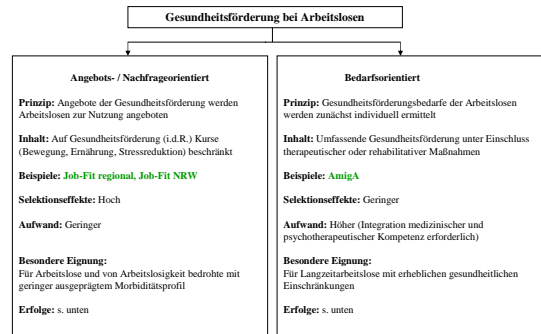 Gesundheitsförderung bei Arbeitslosen
Angebots- / Nachfrageorientiert
Prinzip: Angebote der Gesundheitsförderung werden
Arbeitslosen zur Nutzung angeboten
Inhalt: Auf Gesundheitsförderung (i.d.R.) Kurse
(Bewegung, Ernährung, Stressreduktion) beschränkt
Beispiele: Job-Fit regional, Job-Fit NRW
Selektionseffekte: Hoch
Aufwand: Geringer
Besondere Eignung:
Für Arbeitslose und von Arbeitslosigkeit bedrohte mit
geringer ausgeprägtem Morbiditätsprofil
Erfolge: s. unten
Bedarfsorientiert
Prinzip: Gesundheitsförderungsbedarfe der Arbeitslosen
werden zunächst individuell ermittelt
Inhalt: Umfassende Gesundheitsförderung unter Einschluss
therapeutischer oder rehabilitativer Maßnahmen
Beispiele: AmigA
Selektionseffekte: Geringer
Aufwand: Höher (Integration medizinischer und
psychotherapeutischer Kompetenz erforderlich)
Besondere Eignung:
Für Langzeitarbeitslose mit erheblichen gesundheitlichen
Einschränkungen
Erfolge: s. unten